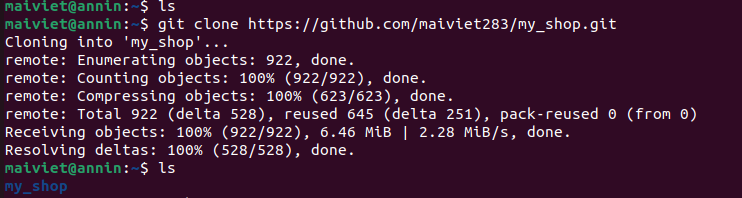 maiviet@annin:~$ ls
maiviet@annin:~$ git clone https://github.com/maiviet283/my_shop.git
Cloning into 'my_shop'...
remote: Enumerating objects: 922, done.
remote: Counting objects: 100% (922/922), done.
remote: Compressing objects: 100% (623/623), done.
remote: Total 922 (delta 528), reused 645 (delta 251), pack-reused 0 (from 0)
Receiving objects: 100% (922/922), 6.46 MiB | 2.28 MiB/s, done.
Resolving deltas: 100% (528/528), done.
maiviet@annin:~$ ls
my_shop